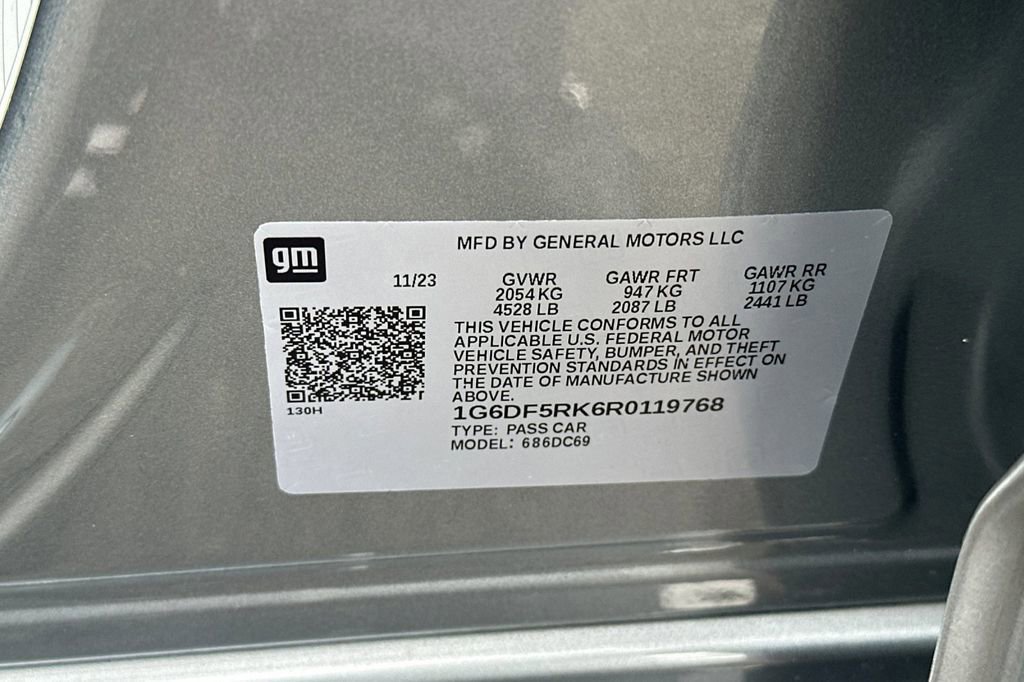 gm
MFD BY GENERAL MOTORS LLC
11/23
GVWR
2054 KG
4528 LB
GAWR FRT
947 KG
2087 LB
GAWR RR
1107 KG
2441 LB
THIS VEHICLE CONFORMS TO ALL
APPLICABLE U.S. FEDERAL MOTOR
VEHICLE SAFETY, BUMPER, AND THEFT
PREVENTION STANDARDS IN EFFECT ON
THE DATE OF MANUFACTURE SHOWN
ABOVE.
130H
1G6DF5RK6R0119768
TYPE: PASS CAR
MODEL: 686DC69